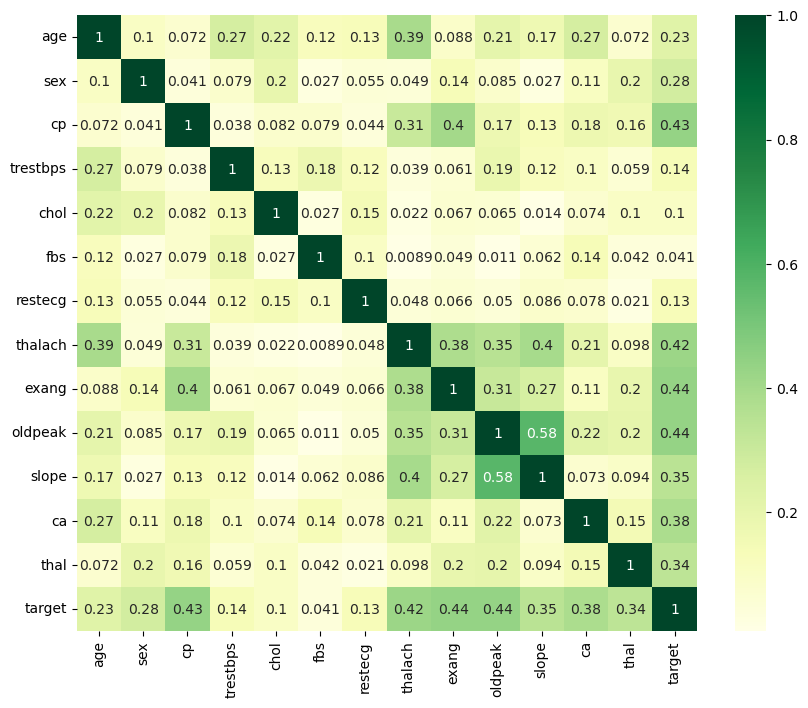 age 1 0.1 0.072 0.27 0.22 0.12 0.13 0.39 0.088 0.21 0.17 0.27 0.072 0.23
sex 0.1 1 0.041 0.079 0.2 0.027 0.055 0.049 0.14 0.085 0.027 0.11 0.2 0.28
cp 0.072 0.041 1 0.038 0.082 0.079 0.044 0.31 0.4 0.17 0.13 0.18 0.16 0.43
trestbps 0.27 0.079 0.038 1 0.13 0.18 0.12 0.039 0.061 0.19 0.12 0.1 0.059 0.14
chol 0.22 0.2 0.082 0.13 1 0.027 0.15 0.022 0.067 0.065 0.014 0.074 0.1 0.1
fbs 0.12 0.027 0.079 0.18 0.027 1 0.1 0.0089 0.049 0.011 0.062 0.14 0.042 0.041
restecg 0.13 0.055 0.044 0.12 0.15 0.1 1 0.048 0.066 0.05 0.086 0.078 0.021 0.13
thalach 0.39 0.049 0.31 0.039 0.022 0.0089 0.048 1 0.38 0.35 0.4 0.21 0.098 0.42
exang 0.088 0.14 0.4 0.061 0.067 0.049 0.066 0.38 1 0.31 0.27 0.11 0.2 0.44
oldpeak 0.21 0.085 0.17 0.19 0.065 0.011 0.05 0.35 0.31 1 0.58 0.22 0.2 0.44
slope 0.17 0.027 0.13 0.12 0.014 0.062 0.086 0.4 0.27 0.58 1 0.073 0.094 0.35
ca 0.27 0.11 0.18 0.1 0.074 0.14 0.078 0.21 0.11 0.22 0.073 1 0.15 0.38
thal 0.072 0.2 0.16 0.059 0.1 0.042 0.021 0.098 0.2 0.2 0.094 0.15 1 0.34
target 0.23 0.28 0.43 0.14 0.1 0.041 0.13 0.42 0.44 0.44 0.35 0.38 0.34 1
age sex cp trestbps chol fbs restecg thalach exang oldpeak slope ca thal target
1.0
0.8
0.6
0.4
0.2